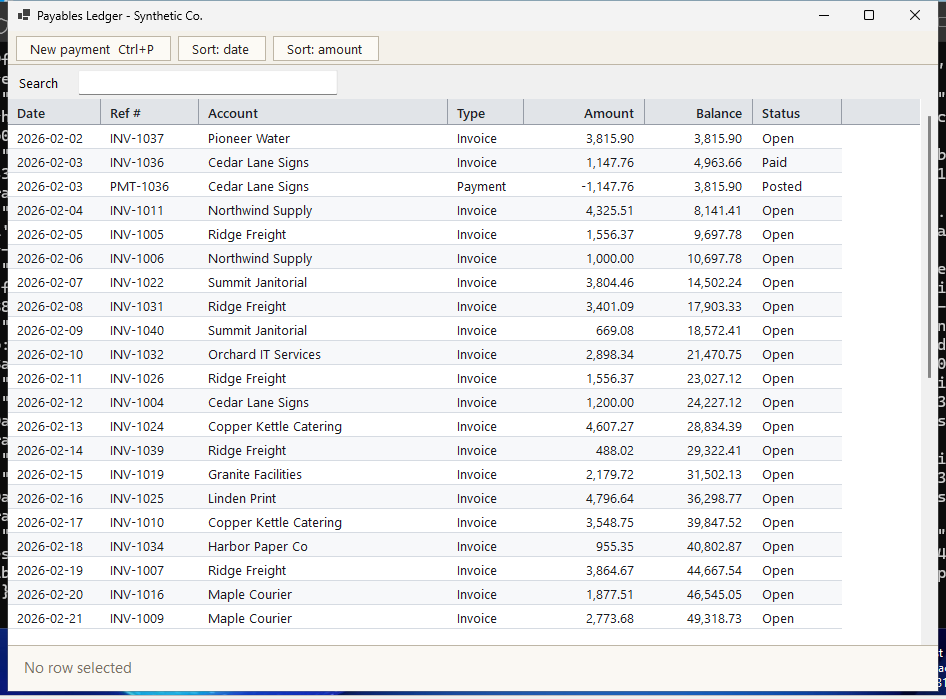 Payables Ledger - Synthetic Co.
New payment Ctrl+P Sort: date Sort: amount
Search
Date Ref # Account Type Amount Balance Status
2026-02-02 INV-1037 Pioneer Water Invoice 3,815.90 3,815.90 Open
2026-02-03 INV-1036 Cedar Lane Signs Invoice 1,147.76 4,963.66 Paid
2026-02-03 PMT-1036 Cedar Lane Signs Payment -1,147.76 3,815.90 Posted
2026-02-04 INV-1011 Northwind Supply Invoice 4,325.51 8,141.41 Open
2026-02-05 INV-1005 Ridge Freight Invoice 1,556.37 9,697.78 Open
2026-02-06 INV-1006 Northwind Supply Invoice 1,000.00 10,697.78 Open
2026-02-07 INV-1022 Summit Janitorial Invoice 3,804.46 14,502.24 Open
2026-02-08 INV-1031 Ridge Freight Invoice 3,401.09 17,903.33 Open
2026-02-09 INV-1040 Summit Janitorial Invoice 669.08 18,572.41 Open
2026-02-10 INV-1032 Orchard IT Services Invoice 2,898.34 21,470.75 Open
2026-02-11 INV-1026 Ridge Freight Invoice 1,556.37 23,027.12 Open
2026-02-12 INV-1004 Cedar Lane Signs Invoice 1,200.00 24,227.12 Open
2026-02-13 INV-1024 Copper Kettle Catering Invoice 4,607.27 28,834.39 Open
2026-02-14 INV-1039 Ridge Freight Invoice 488.02 29,322.41 Open
2026-02-15 INV-1019 Granite Facilities Invoice 2,179.72 31,502.13 Open
2026-02-16 INV-1025 Linden Print Invoice 4,796.64 36,298.77 Open
2026-02-17 INV-1010 Copper Kettle Catering Invoice 3,548.75 39,847.52 Open
2026-02-18 INV-1034 Harbor Paper Co Invoice 955.35 40,802.87 Open
2026-02-19 INV-1007 Ridge Freight Invoice 3,864.67 44,667.54 Open
2026-02-20 INV-1016 Maple Courier Invoice 1,877.51 46,545.05 Open
2026-02-21 INV-1009 Maple Courier Invoice 2,773.68 49,318.73 Open
No row selected